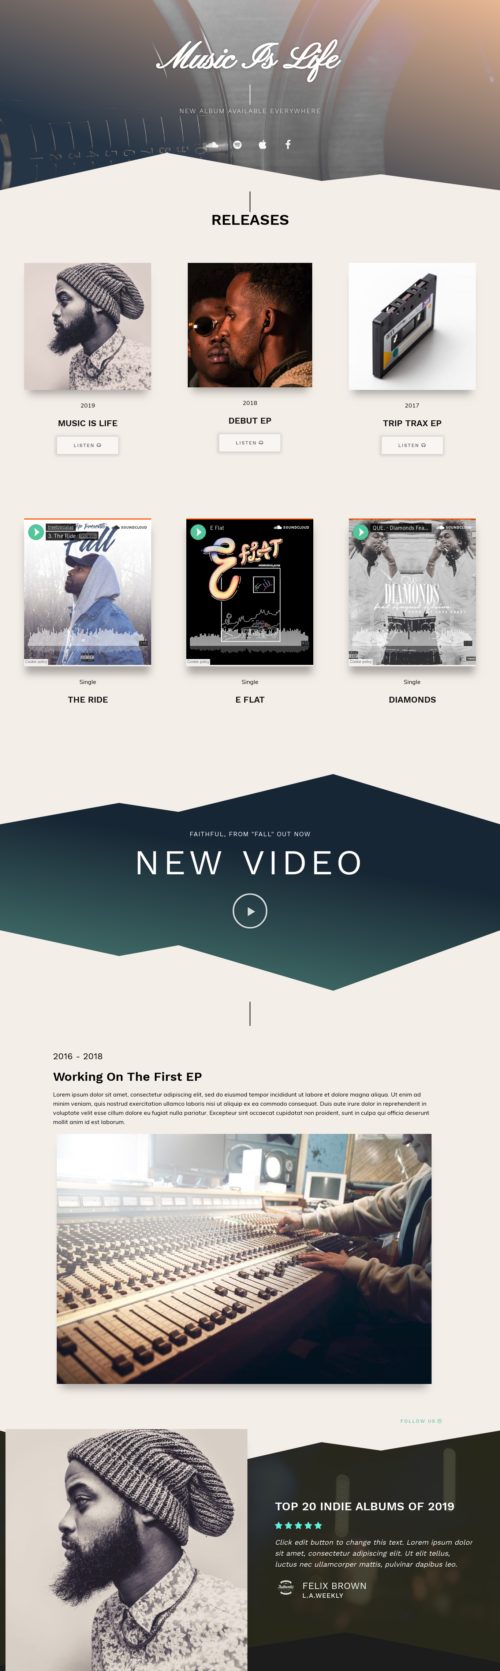 Music Is Life
NEW ALBUM AVAILABLE EVERYWHERE
RELEASES
2019
MUSIC IS LIFE
LISTEN
2018
DEBUT EP
LISTEN
2017
TRIP TRAX EP
LISTEN
SOUNDCLOUD
3. The Ride
Fall
Cookie policy
Single
THE RIDE
E Flat
SOUNDCLOUD
E FLAT
Cookie policy
Single
E FLAT
QUE. - Diamonds Fea...
SOUNDCLOUD
DIAMONDS
Cookie policy
Single
DIAMONDS
FAITHFUL, FROM "FALL" OUT NOW
NEW VIDEO
2016 - 2018
Working On The First EP
Lorem ipsum dolor sit amet, consectetur adipiscing elit, sed do eiusmod tempor incididunt ut labore et dolore magna aliqua. Ut enim ad
minim veniam, quis nostrud exercitation ullamco laboris nisi ut aliquip ex ea commodo consequat. Duis aute irure dolor in reprehenderit in
voluptate velit esse cillum dolore eu fugiat nulla pariatur. Excepteur sint occaecat cupidatat non proident, sunt in culpa qui officia deserunt
mollit anim id est laborum.
FOLLOW US
TOP 20 INDIE ALBUMS OF 2019
Click edit button to change this text. Lorem ipsum dolor
sit amet, consectetur adipiscing elit. Ut elit tellus,
luctus nec ullamcorper mattis, pulvinar dapibus leo.
FELIX BROWN
L.A.WEEKLY